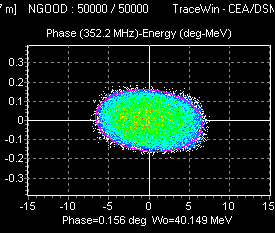 7 m] NGOOD : 50000 / 50000 TraceWin - CEA/DSM
Phase (352.2 MHz)-Energy (deg-MeV)
0.3
0.2
0.1
0
-0.1
-0.2
-0.3
-15 -10 -5 0 5 10 15
Phase=0.156 deg Wo=40.149 MeV